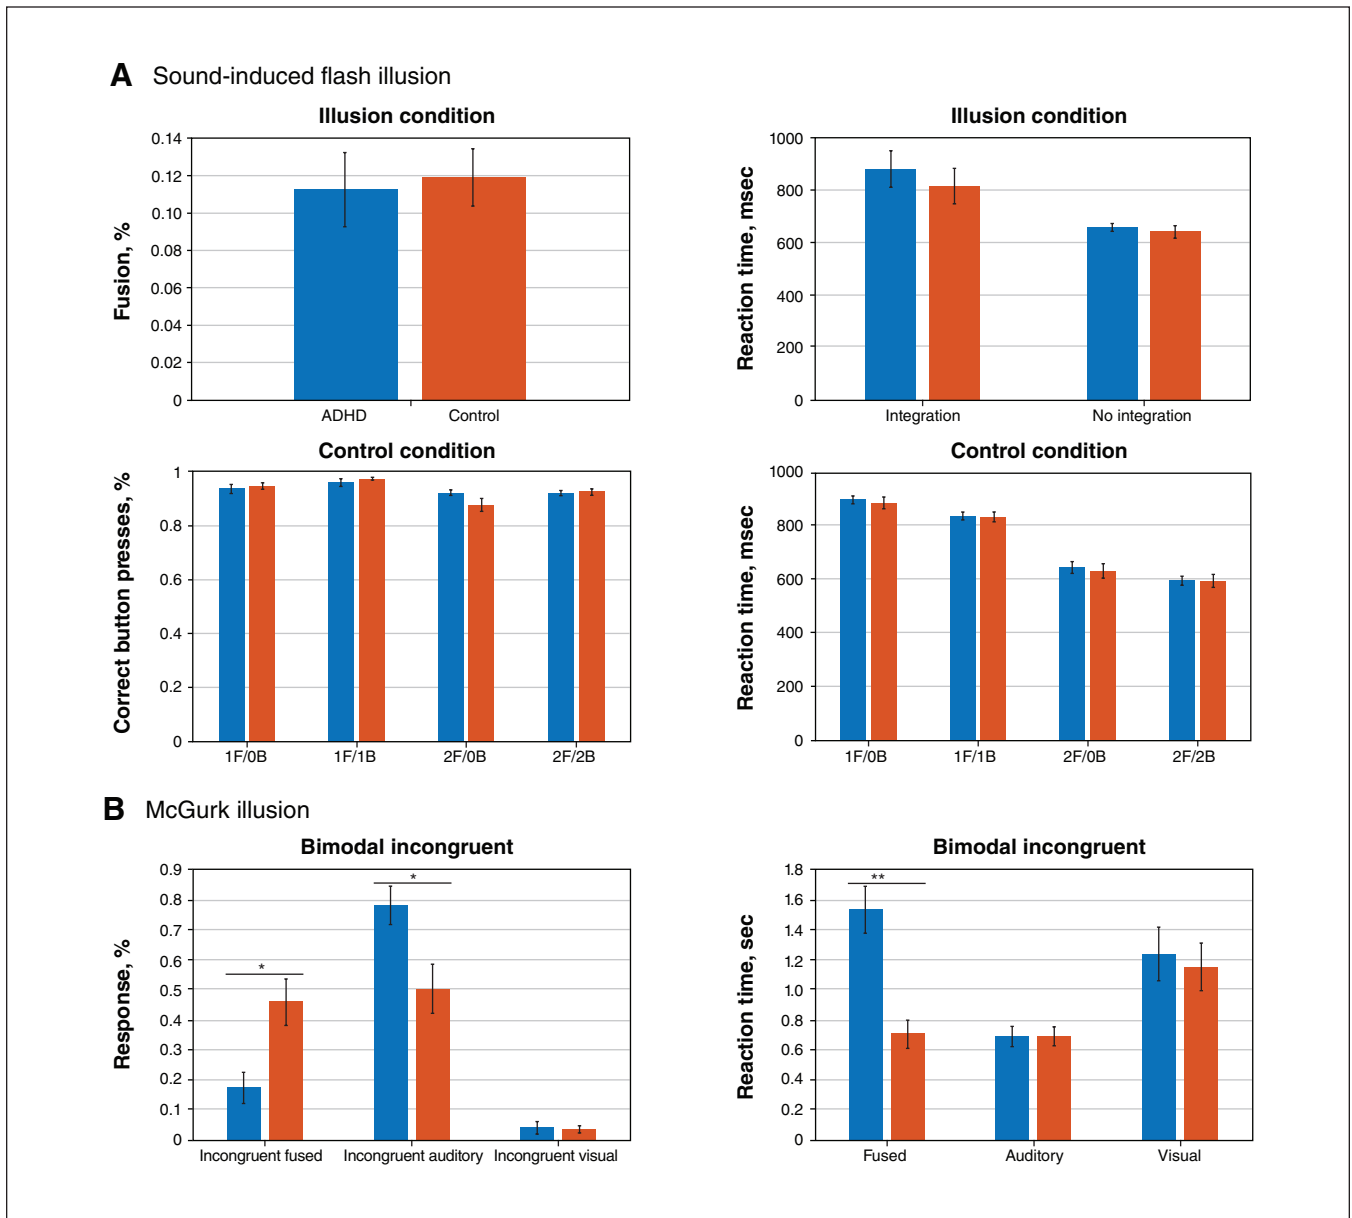 A Sound-induced flash illusion
Illusion condition
Fusion, %
0.14
0.12
0.10
0.08
0.06
0.04
0.02
0
ADHD Control
Illusion condition
Reaction time, msec
1000
800
600
400
200
0
Integration No integration
Control condition
Correct button presses, %
1
0.8
0.6
0.4
0.2
0
1F/0B 1F/1B 2F/0B 2F/2B
Control condition
Reaction time, msec
1000
800
600
400
200
0
1F/0B 1F/1B 2F/0B 2F/2B
B McGurk illusion
Bimodal incongruent
Response, %
0.9
0.8
0.7
0.6
0.5
0.4
0.3
0.2
0.1
0
*
*
Incongruent fused Incongruent auditory Incongruent visual
Bimodal incongruent
Reaction time, sec
1.8
1.6
1.4
1.2
1.0
0.8
0.6
0.4
0.2
0
**
Fused Auditory Visual